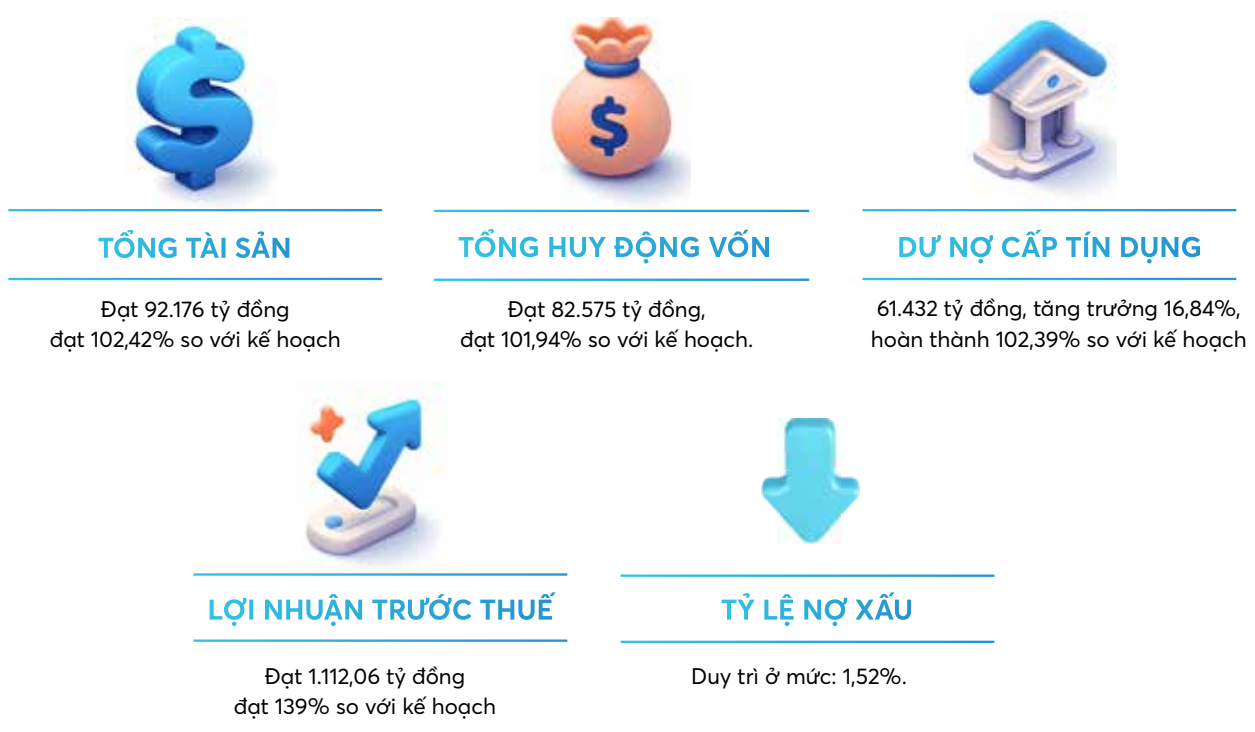 TỔNG TÀI SẢN
Đạt 92.176 tỷ đồng
đạt 102,42% so với kế hoạch
TỔNG HUY ĐỘNG VỐN
Đạt 82.575 tỷ đồng,
đạt 101,94% so với kế hoạch.
DƯ NỢ CẤP TÍN DỤNG
61.432 tỷ đồng, tăng trưởng 16,84%,
hoàn thành 102,39% so với kế hoạch
LỢI NHUẬN TRƯỚC THUẾ
Đạt 1.112,06 tỷ đồng
đạt 139% so với kế hoạch
TỶ LỆ NỢ XẤU
Duy trì ở mức: 1,52%.